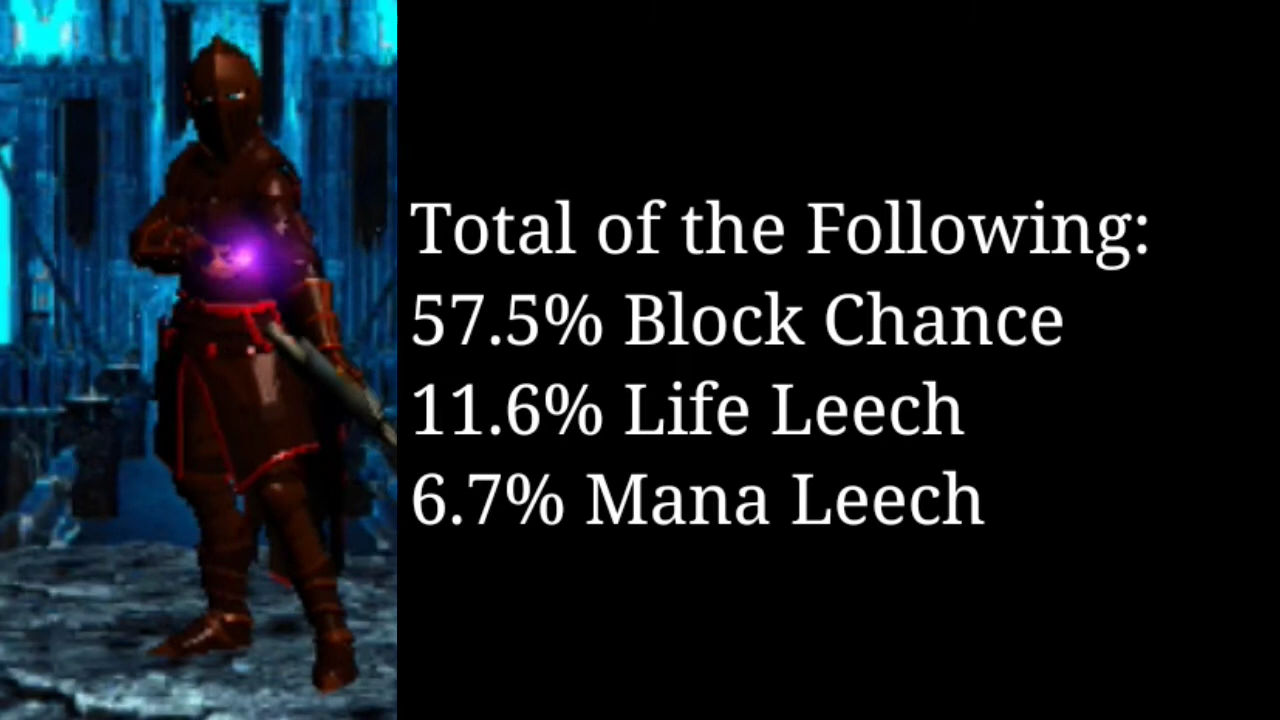 Total of the Following:
57.5% Block Chance
11.6% Life Leech
6.7% Mana Leech